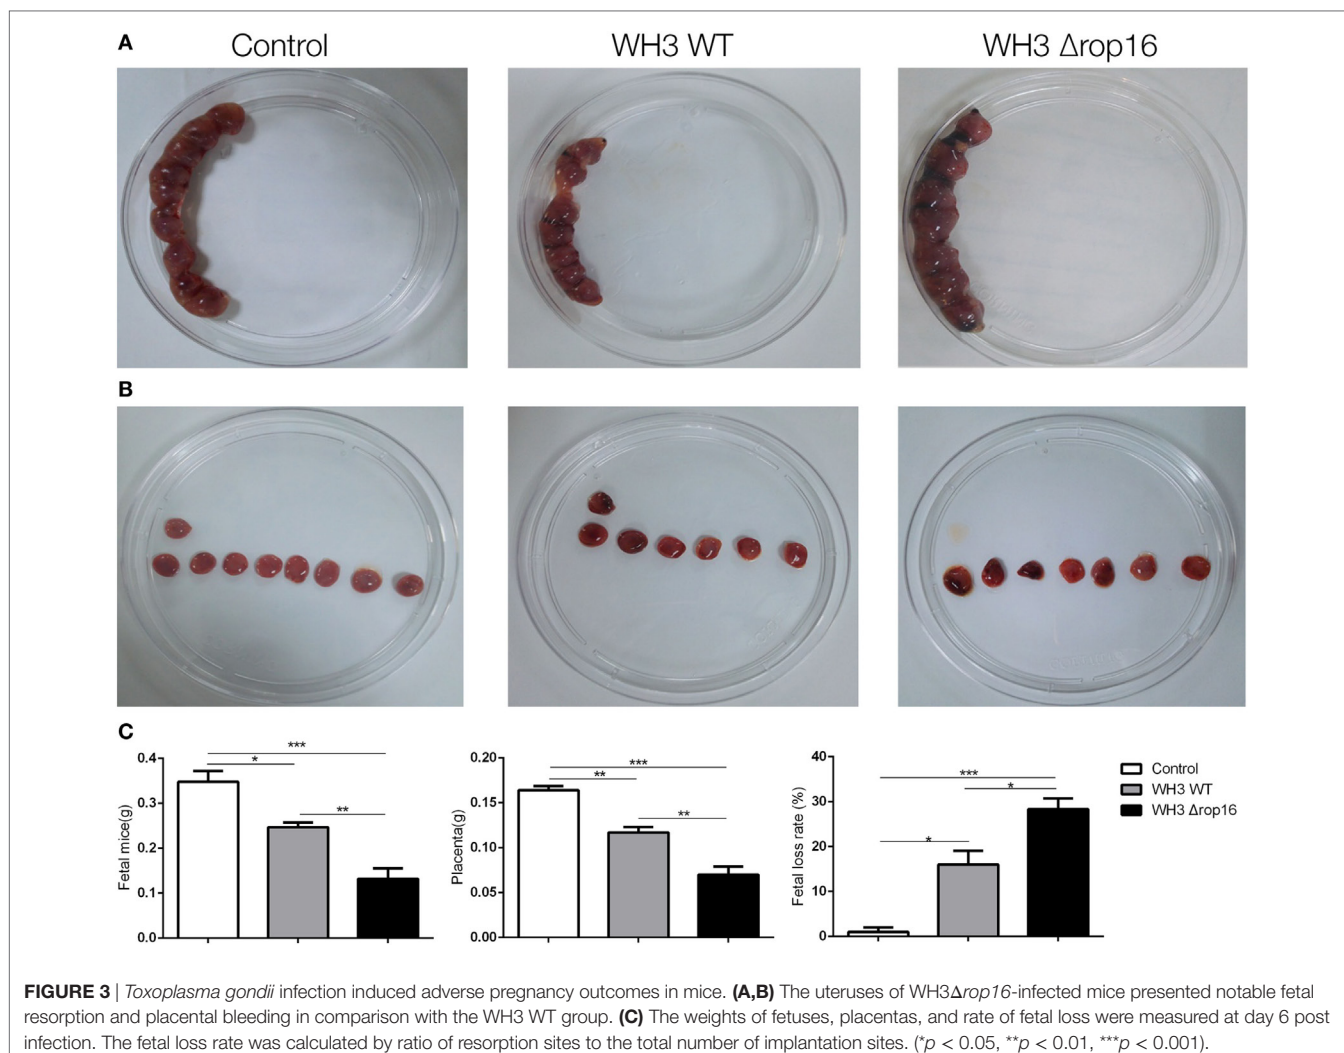 A
Control
WH3 WT
WH3 Δrop16
B
C
Fetal mice(g)
0.4
0.3
0.2
0.1
0.0
***
*
**
Placenta(g)
0.20
0.15
0.10
0.05
0.00
***
**
**
Fetal loss rate (%)
40
30
20
10
0
***
*
*
Control
WH3 WT
WH3 Δrop16
FIGURE 3 | Toxoplasma gondii infection induced adverse pregnancy outcomes in mice. (A,B) The uteruses of WH3Δrop16-infected mice presented notable fetal
resorption and placental bleeding in comparison with the WH3 WT group. (C) The weights of fetuses, placentas, and rate of fetal loss were measured at day 6 post
infection. The fetal loss rate was calculated by ratio of resorption sites to the total number of implantation sites. (*p < 0.05, **p < 0.01, ***p < 0.001).